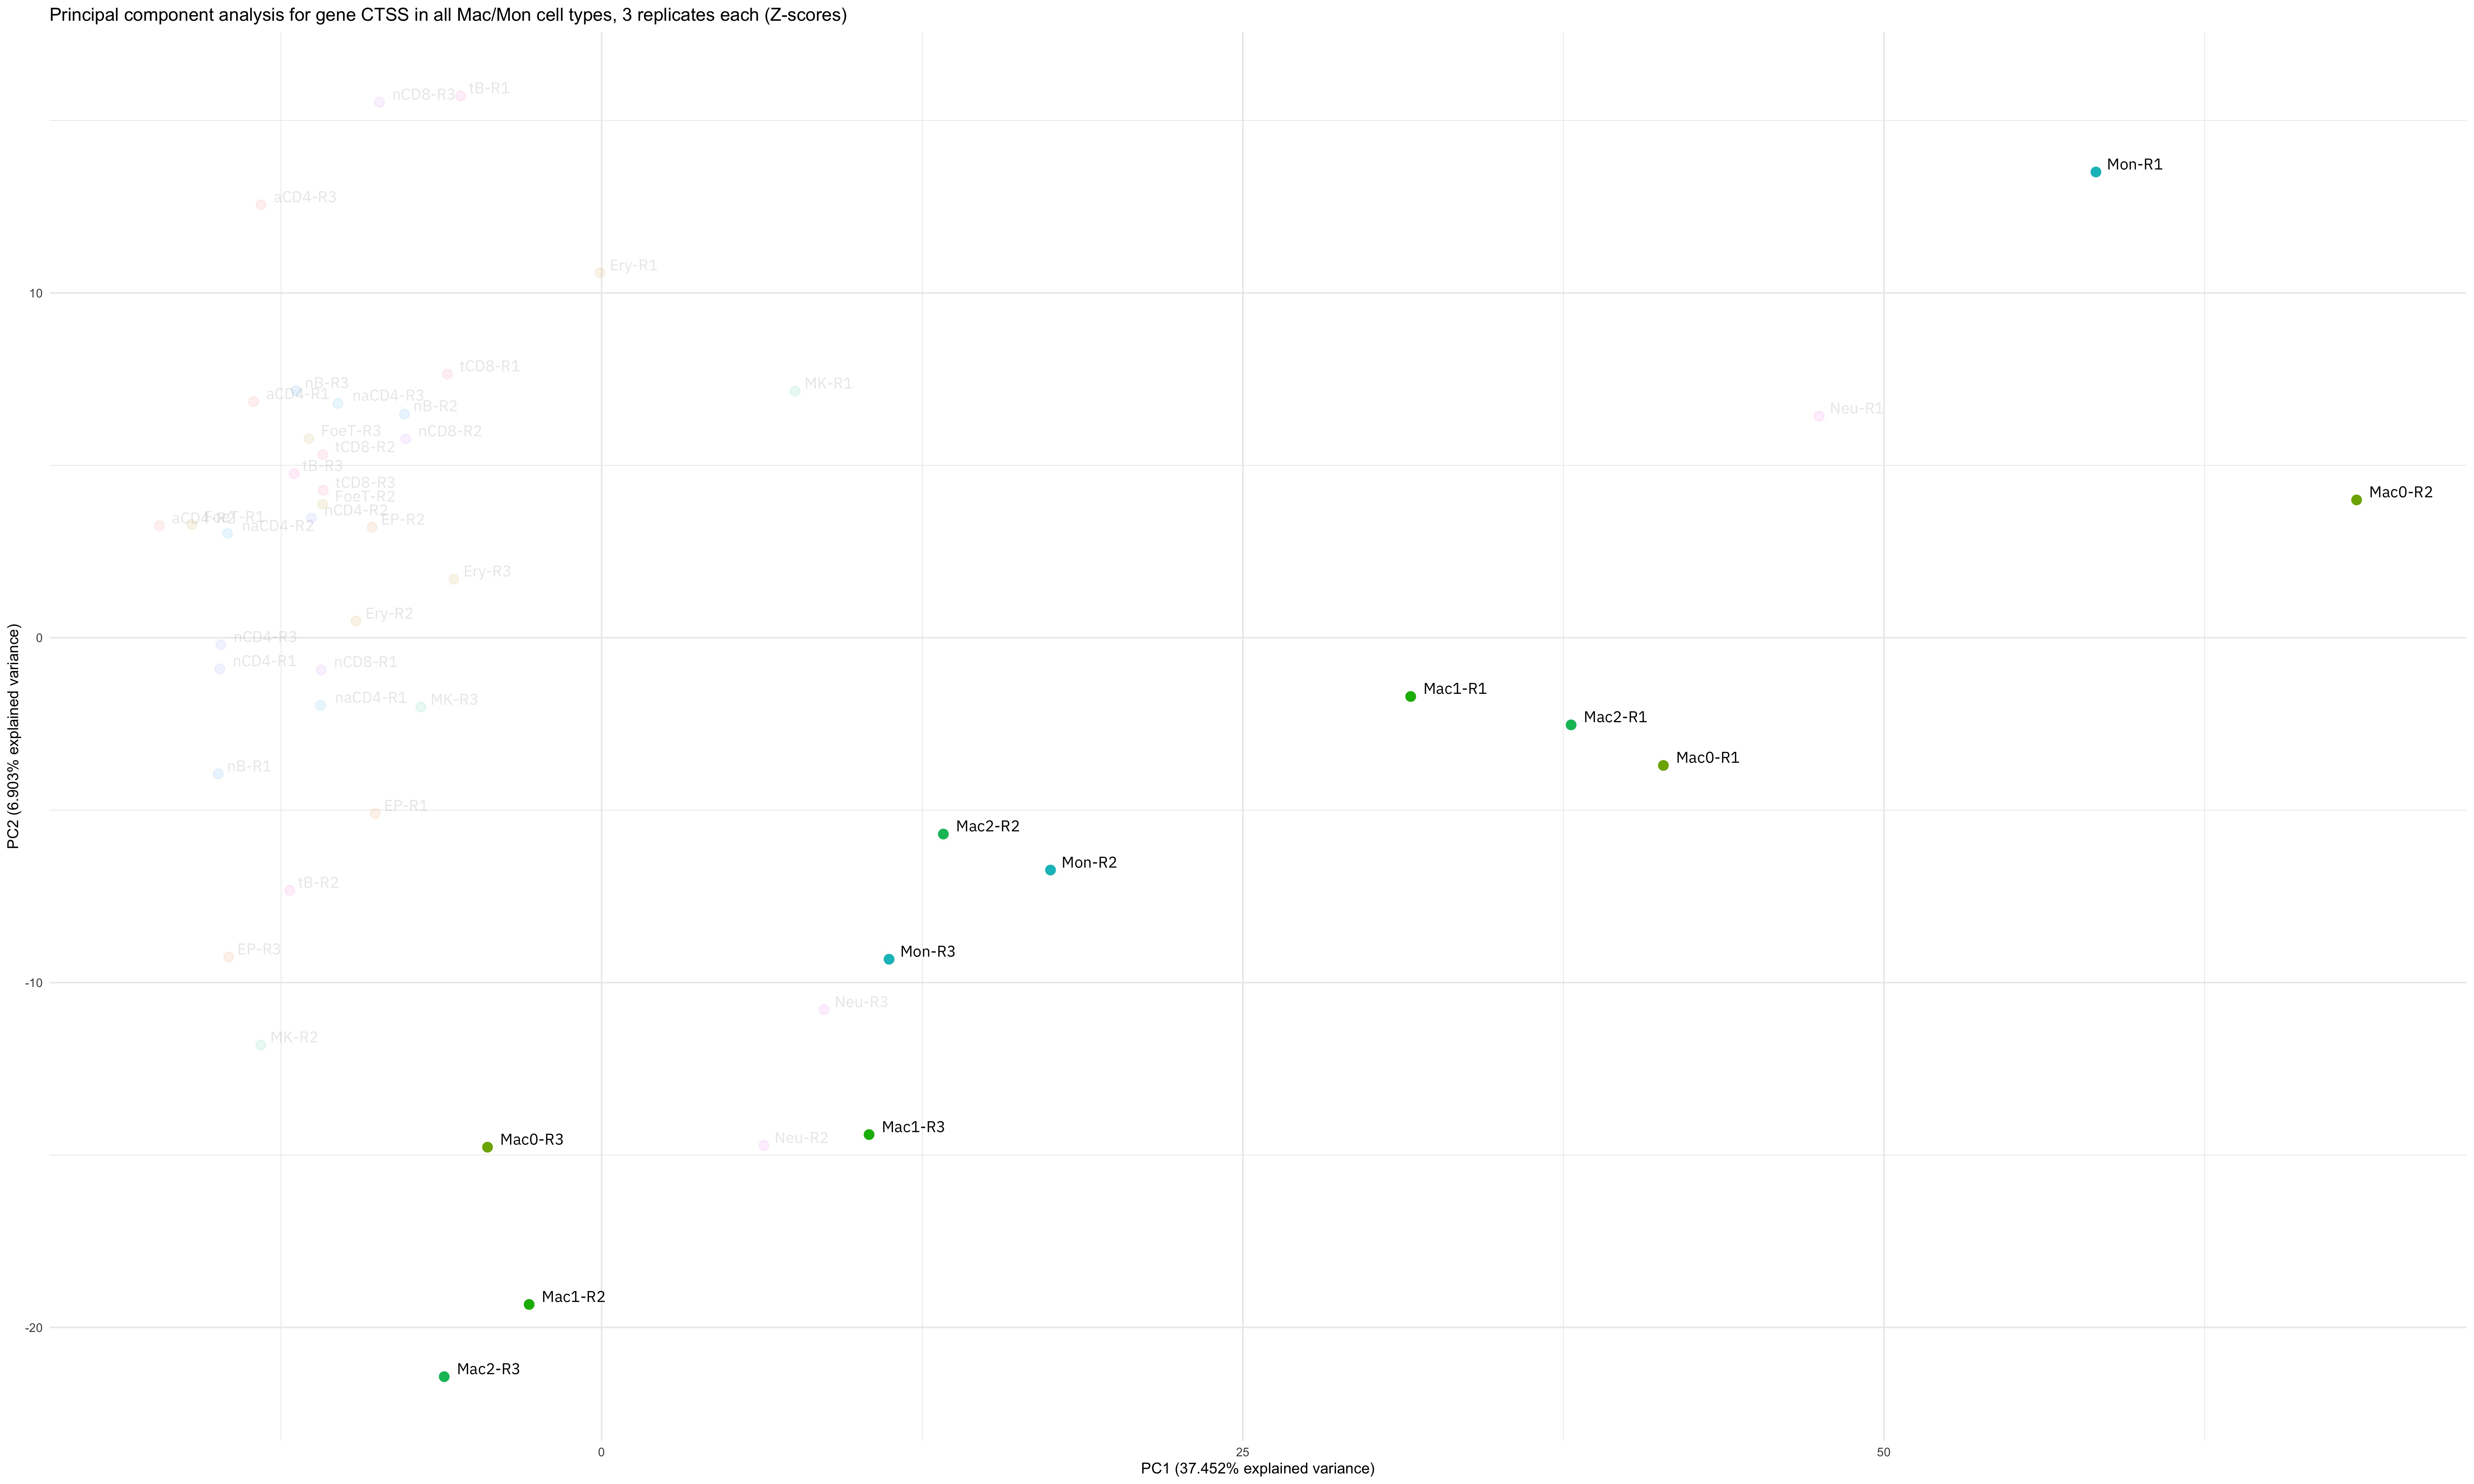 Principal component analysis for gene CTSS in all Mac/Mon cell types, 3 replicates each (Z-scores)
nCD8-R3
tB-R1
Mon-R1
aCD4-R3
Ery-R1
10
tCD8-R1
nB-R3
MK-R1
aCD4-R1
naCD4-R3
nB-R2
Neu-R1
FoeT-R3
nCD8-R2
tCD8-R2
tB-R3
tCD8-R3
Mac0-R2
FoeT-R2
nCD4-R2
aCD4-R2
FoeT-R1
EP-R2
naCD4-R2
Ery-R3
Ery-R2
0
nCD4-R3
nCD4-R1
nCD8-R1
Mac1-R1
naCD4-R1
MK-R3
Mac2-R1
PC2 (6.903% explained variance)
Mac0-R1
nB-R1
EP-R1
Mac2-R2
Mon-R2
tB-R2
EP-R3
Mon-R3
-10
Neu-R3
MK-R2
Mac1-R3
Mac0-R3
Neu-R2
Mac1-R2
-20
Mac2-R3
0
25
50
PC1 (37.452% explained variance)